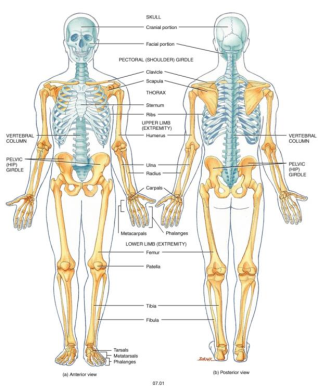 SKULL
Cranial portion
Facial portion
PECTORAL (SHOULDER) GIRDLE
Clavicle
Scapula
THORAX
Sternum
Ribs
UPPER LIMB
(EXTREMITY)
Humerus
VERTEBRAL
COLUMN
VERTEBRAL
COLUMN
PELVIC
(HIP)
GIRDLE
PELVIC
(HIP)
GIRDLE
Ulna
Radius
Carpals
Metacarpals
Phalanges
LOWER LIMB (EXTREMITY)
Femur
Patella
Tibia
Fibula
Tarsals
Metatarsals
Phalanges
(a) Anterior view
(b) Posterior view
07.01